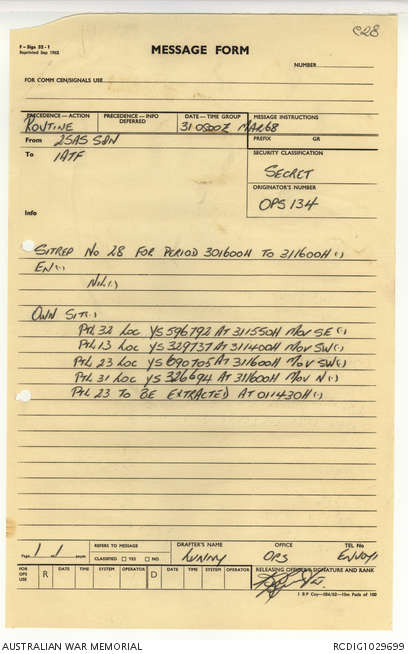 C28
F-Sigs 52-1
Reprinted Sep 1965
MESSAGE FORM
NUMBER
FOR COMM CEN/SIGNALS USE
PRECEDENCE—ACTION
ROUTINE
PRECEDENCE—INFO
DEFERRED
DATE—TIME GROUP
310800Z MAR68
MESSAGE INSTRUCTIONS
PREFIX GR
From 2SAS SQN
To 1ATF
SECURITY CLASSIFICATION
SECRET
ORIGINATOR'S NUMBER
OPS 134
Info
SITREP NO 28 FOR PERIOD 301600H TO 311600H(.)
EN(.)
NIL(.)
OWN SIT(.)
PTL 32 LOC YS 596792 AT 311550H MOV SE(.)
PTL 13 LOC YS 329737 AT 311400H MOV SW(.)
PTL 23 LOC YS 690705 AT 311600H MOV SW(.)
PTL 31 LOC YS 326694 AT 311600H MOV N(.)
PTL 23 TO BE EXTRACTED AT 011430H(.)
Page 1 / 1 pages
REFERS TO MESSAGE
CLASSIFIED ☐ YES ☐ NO
DRAFTER'S NAME
OFFICE
OPS
TEL No
FOR OPS USE
R DATE TIME SYSTEM OPERATOR D DATE TIME SYSTEM OPERATOR
RELEASING OFFICER'S SIGNATURE AND RANK
AUSTRALIAN WAR MEMORIAL
RCDIG1029699